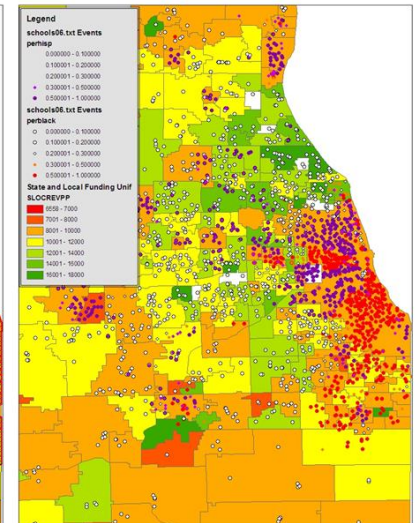 Legend
schools06.txt Events
perhisp
0.000000 - 0.100000
0.100001 - 0.200000
0.200001 - 0.300000
0.300001 - 0.500000
0.500001 - 1.000000
schools06.txt Events
perblack
0.000000 - 0.100000
0.100001 - 0.200000
0.200001 - 0.300000
0.300001 - 0.500000
0.500001 - 1.000000
State and Local Funding Unif
SLOCREVPP
6558 - 7000
7001 - 8000
8001 - 10000
10001 - 12000
12001 - 14000
14001 - 16000
16001 - 18000